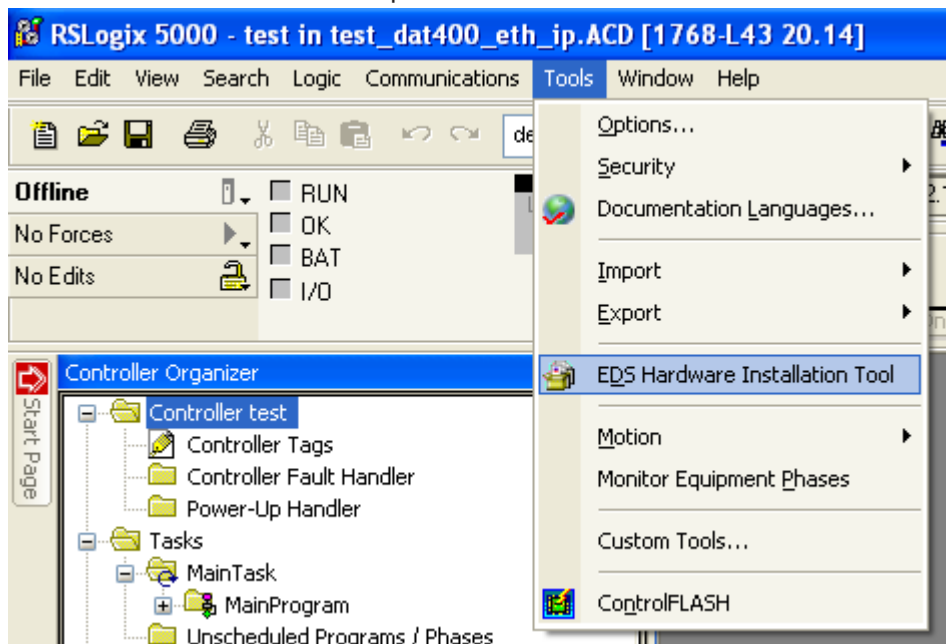 RSLogix 5000 - test in test_dat400_eth_ip.ACD [1768-L43 20.14]
File Edit View Search Logic Communications Tools Window Help
de
Options...
Security
Documentation Languages...
Import
Export
EDS Hardware Installation Tool
Motion
Monitor Equipment Phases
Custom Tools...
ControlFLASH
Offline
RUN
No Forces
OK
No Edits
BAT
I/O
Start Page
Controller Organizer
Controller test
Controller Tags
Controller Fault Handler
Power-Up Handler
Tasks
MainTask
MainProgram
Unscheduled Programs / Phases